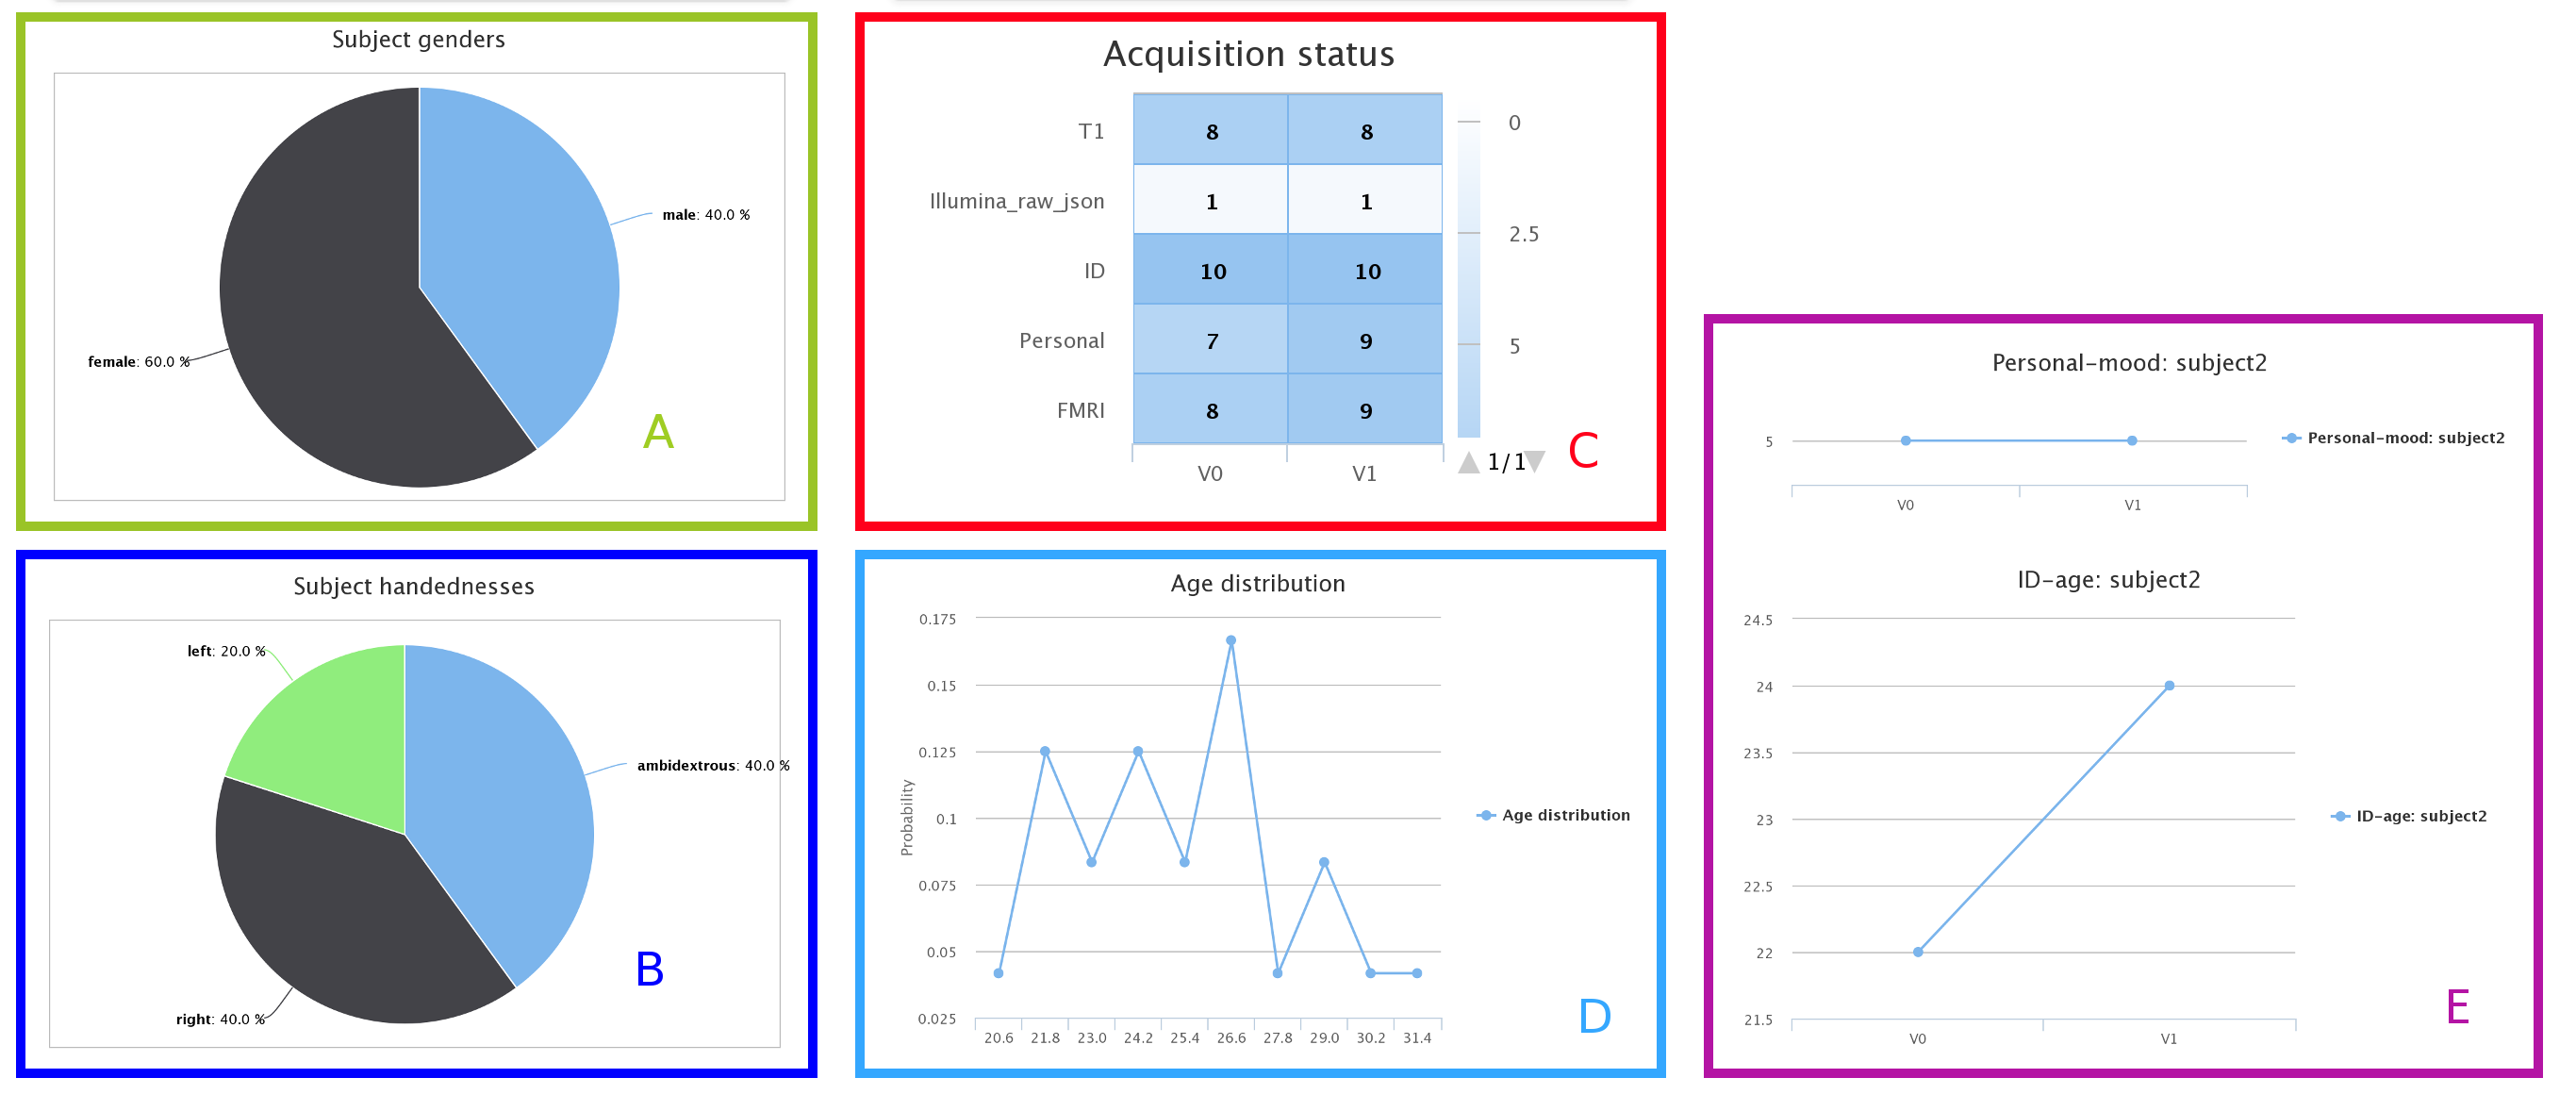 Subject genders
male: 40.0 %
female: 60.0 %
A
Acquisition status
T1 8 8
Illumina_raw_json 1 1
ID 10 10
Personal 7 9
FMRI 8 9
V0 V1
0
2.5
5
1/1
C
Subject handednesses
left: 20.0 %
ambidextrous: 40.0 %
right: 40.0 %
B
Age distribution
0.175
0.15
0.125
0.1
0.075
0.05
0.025
Probability
20.6 21.8 23.0 24.2 25.4 26.6 27.8 29.0 30.2 31.4
Age distribution
D
Personal-mood: subject2
5
V0 V1
Personal-mood: subject2
ID-age: subject2
24.5
24
23.5
23
22.5
22
21.5
V0 V1
ID-age: subject2
E